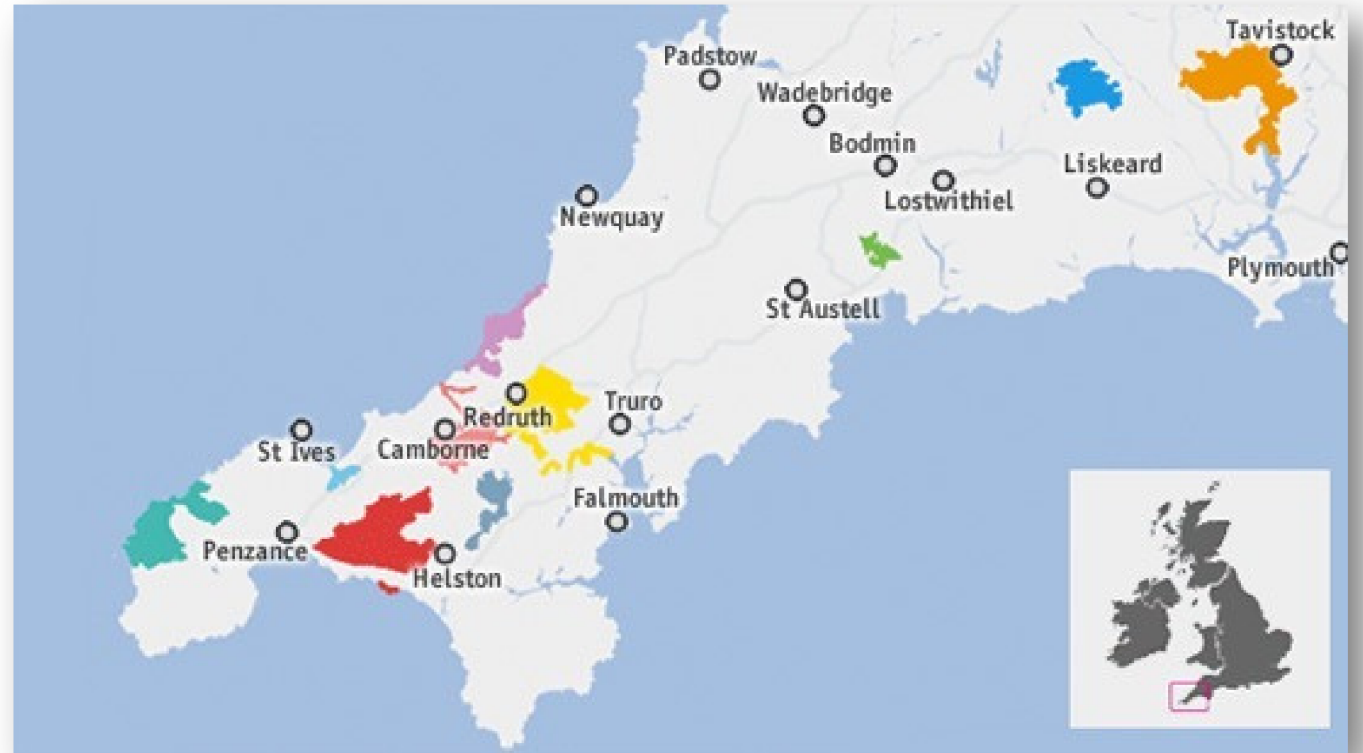 Tavistock
Padstow
Wadebridge
Bodmin
Liskeard
Lostwithiel
Newquay
Plymouth
St Austell
Redruth
Truro
Camborne
St Ives
Falmouth
Penzance
Helston